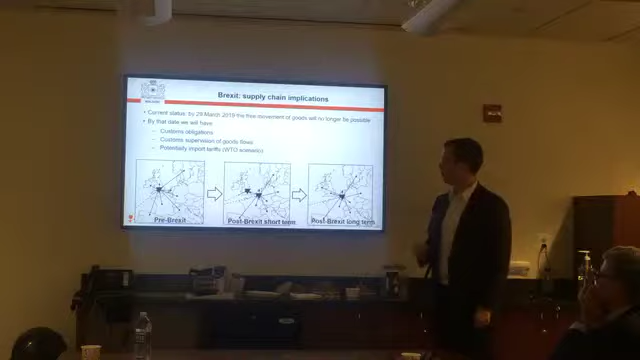 Brexit: supply chain implications
• Current status: by 29 March 2019 the free movement of goods will no longer be possible
• By that date we will have
– Customs obligations
– Customs supervision of goods flows
– Potentially import tariffs (WTO scenario)
Pre-Brexit
Post-Brexit short term
Post-Brexit long term